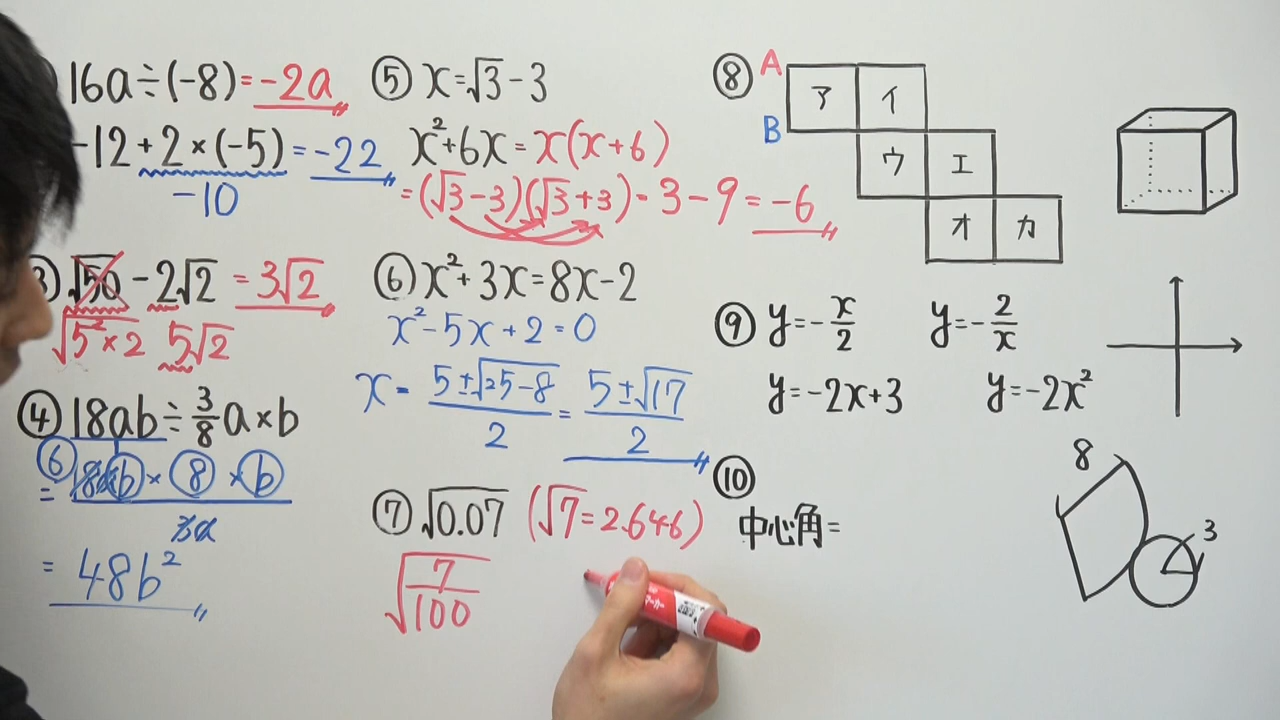 16a÷(-8)=-2a
-12+2×(-5)=-22
-10
③ √50-2√2=3√2
√5²×2 5√2
④ 18ab÷3/8a×b
⑥
= 18ab×8×b
3a
= 48b²
⑤ x=√3-3
x²+6x=x(x+6)
=(√3-3)(√3+3)=3-9=-6
⑥ x²+3x=8x-2
x²-5x+2=0
x= 5±√25-8/2 = 5±√17/2
⑦ √0.07 (√7=2.646)
√7/100
⑧ A
B
ア イ
ウ エ
オ カ
⑨ y=-x/2 y=-2/x
y=-2x+3 y=-2x²
⑩
中心角=
8
3